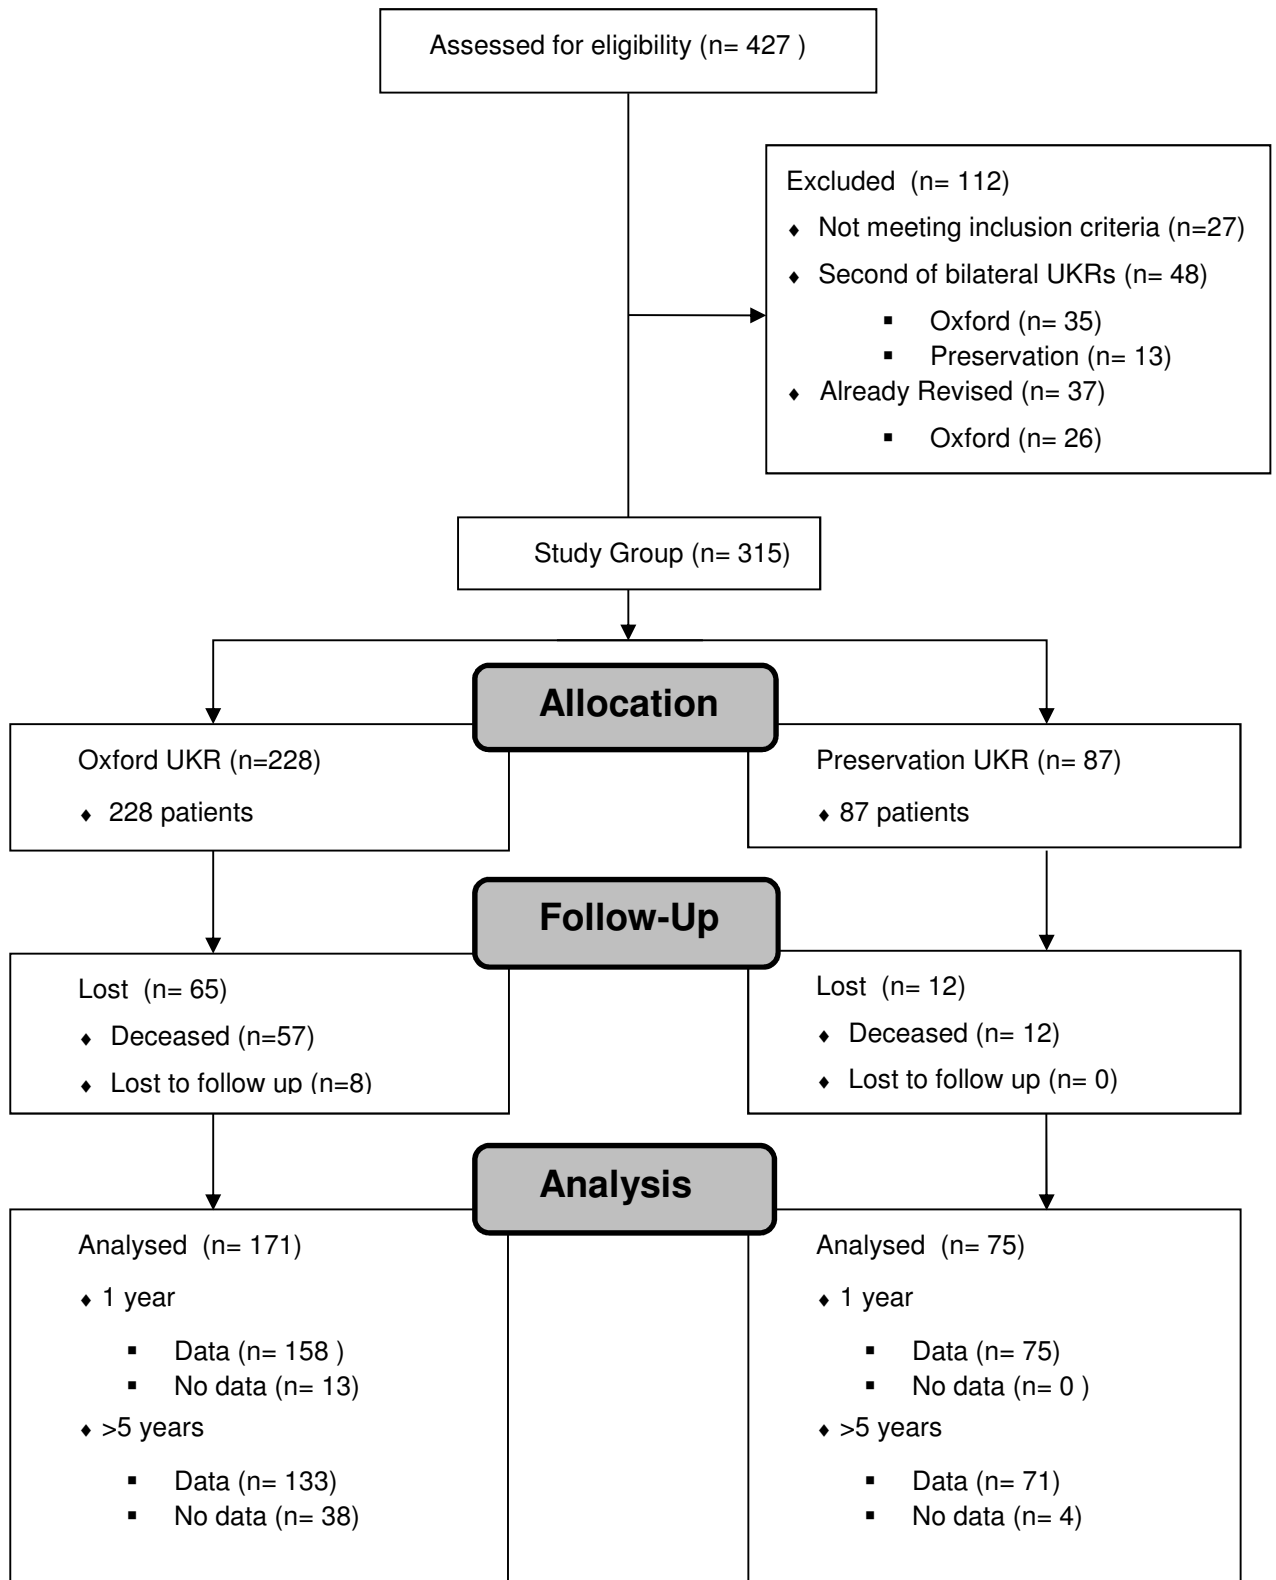 Assessed for eligibility (n= 427 )
Excluded (n= 112)
♦ Not meeting inclusion criteria (n=27)
♦ Second of bilateral UKRs (n= 48)
▪ Oxford (n= 35)
▪ Preservation (n= 13)
♦ Already Revised (n= 37)
▪ Oxford (n= 26)
Study Group (n= 315)
Allocation
Oxford UKR (n=228)
♦ 228 patients
Preservation UKR (n= 87)
♦ 87 patients
Follow-Up
Lost (n= 65)
♦ Deceased (n=57)
♦ Lost to follow up (n=8)
Lost (n= 12)
♦ Deceased (n= 12)
♦ Lost to follow up (n= 0)
Analysis
Analysed (n= 171)
♦ 1 year
▪ Data (n= 158 )
▪ No data (n= 13)
♦ >5 years
▪ Data (n= 133)
▪ No data (n= 38)
Analysed (n= 75)
♦ 1 year
▪ Data (n= 75)
▪ No data (n= 0 )
♦ >5 years
▪ Data (n= 71)
▪ No data (n= 4)